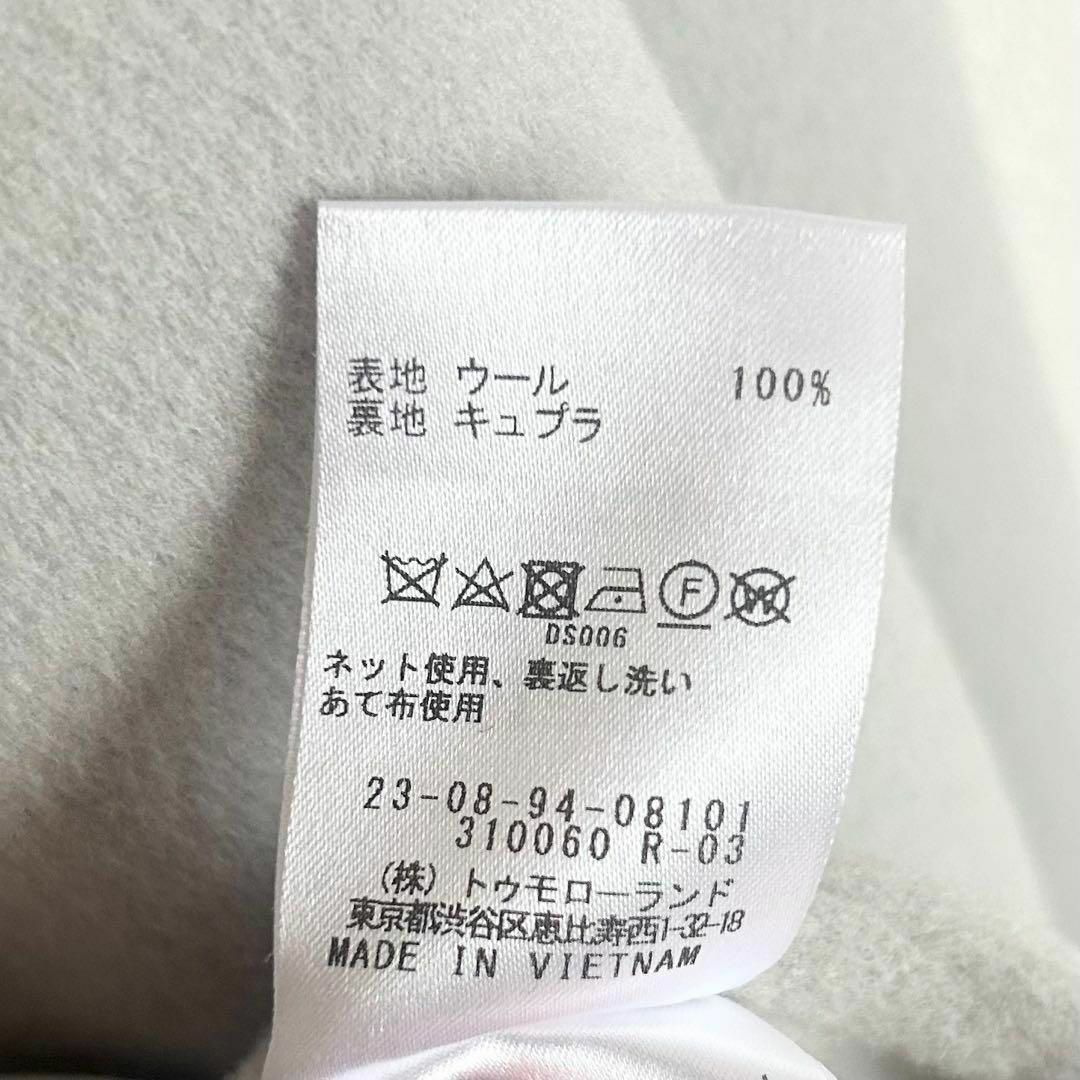 表地 ウール 100%
裏地 キュプラ
F W
DS006
ネット使用、裏返し洗い
あて布使用
23-08-94-08101
310060 R-03
(株)トゥモローランド
東京都渋谷区恵比寿西1-32-18
MADE IN VIETNAM